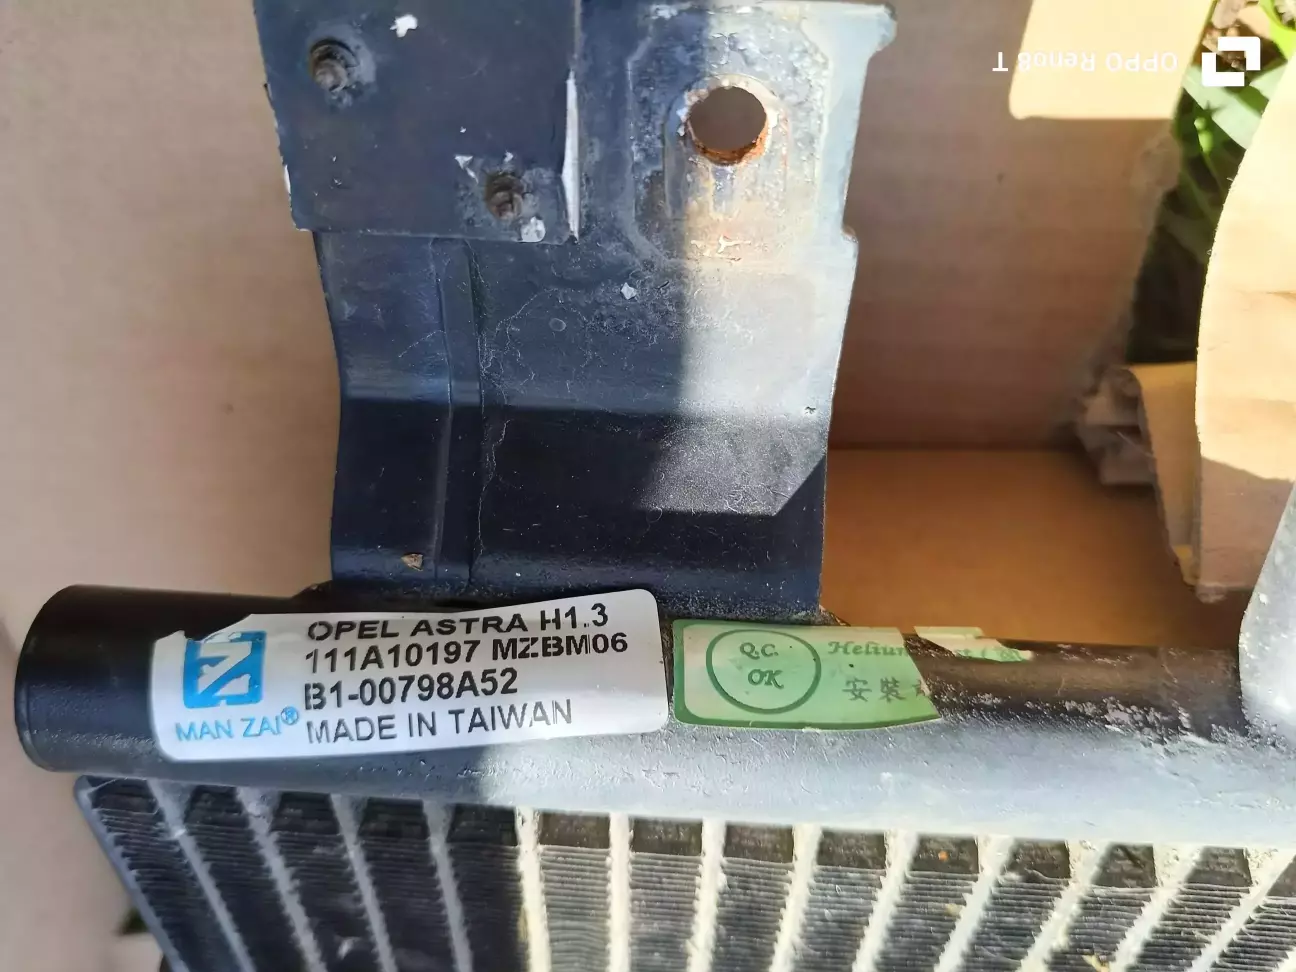 OPPO Reno8 T
OPEL ASTRA H1.3
111A10197 MZBM06
B1-00798A52
MADE IN TAIWAN
MAN ZAI®
Q.C.
OK
安裝